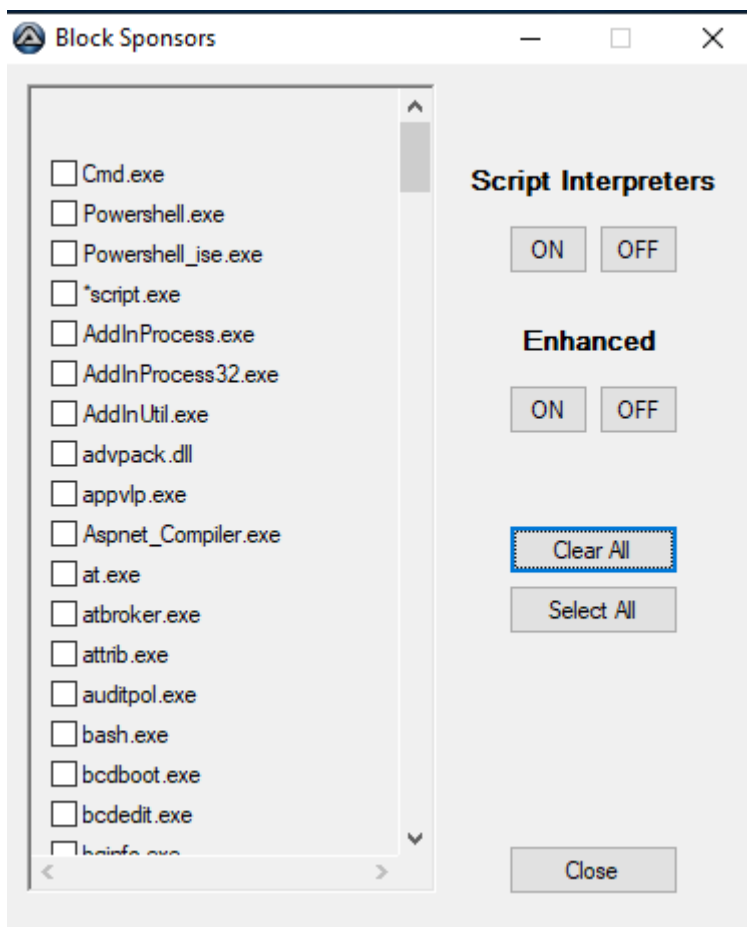 Block Sponsors
Cmd.exe
Powershell.exe
Powershell_ise.exe
*script.exe
AddInProcess.exe
AddInProcess32.exe
AddInUtil.exe
advpack.dll
appvlp.exe
Aspnet_Compiler.exe
at.exe
atbroker.exe
attrib.exe
auditpol.exe
bash.exe
bcdboot.exe
bcdedit.exe
Script Interpreters
ON OFF
Enhanced
ON OFF
Clear All
Select All
Close